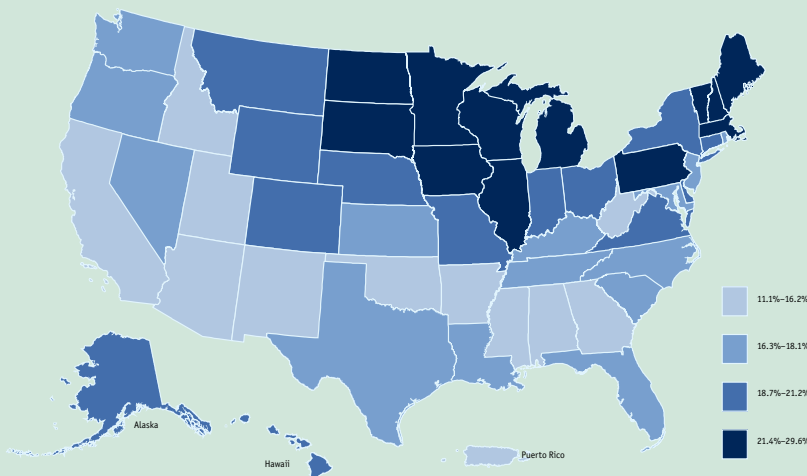 11.1%–16.2%
16.3%–18.1%
18.7%–21.2%
21.4%–29.6%
Alaska
Hawaii
Puerto Rico